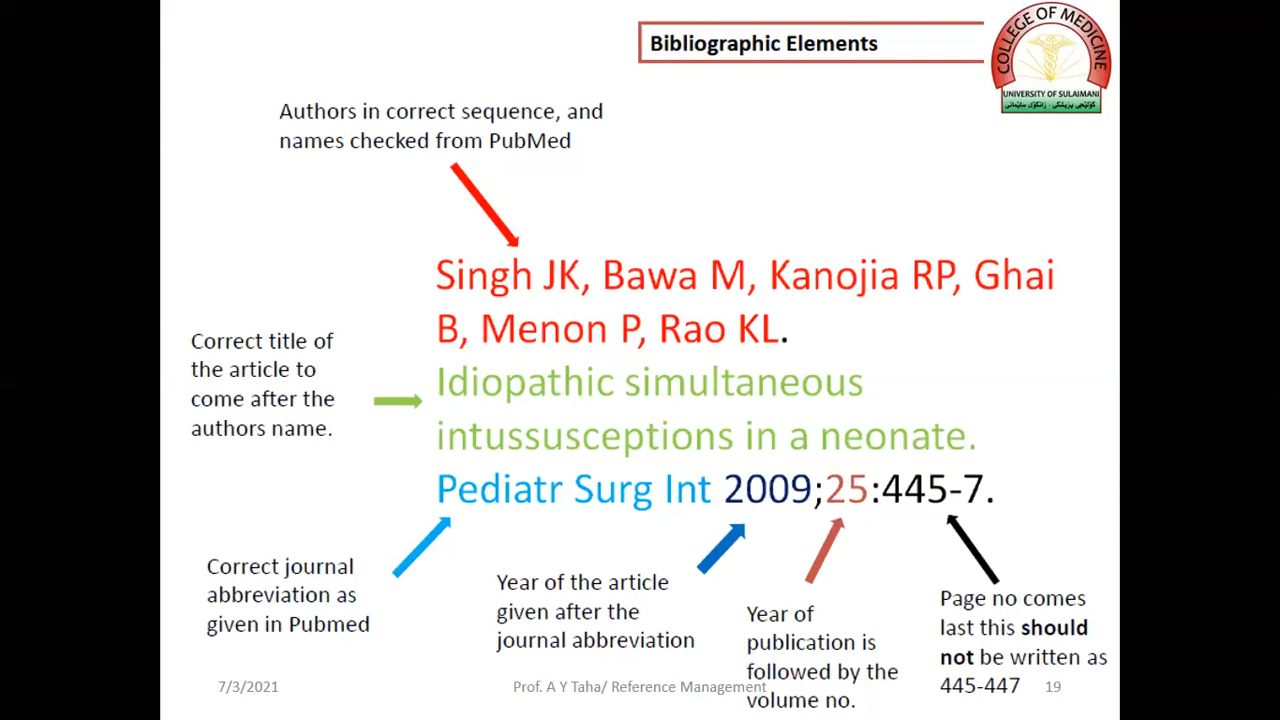 Bibliographic Elements
COLLEGE OF MEDICINE
UNIVERSITY OF SULAIMANI
كۆلێجی پزیشكی - زانكۆی سلێمانی
Authors in correct sequence, and
names checked from PubMed
Singh JK, Bawa M, Kanojia RP, Ghai
B, Menon P, Rao KL.
Correct title of
the article to
come after the
authors name.
Idiopathic simultaneous
intussusceptions in a neonate.
Pediatr Surg Int 2009;25:445-7.
Correct journal
abbreviation as
given in Pubmed
Year of the article
given after the
journal abbreviation
Year of
publication is
followed by the
volume no.
Page no comes
last this should
not be written as
445-447
7/3/2021
Prof. A Y Taha/ Reference Management
19